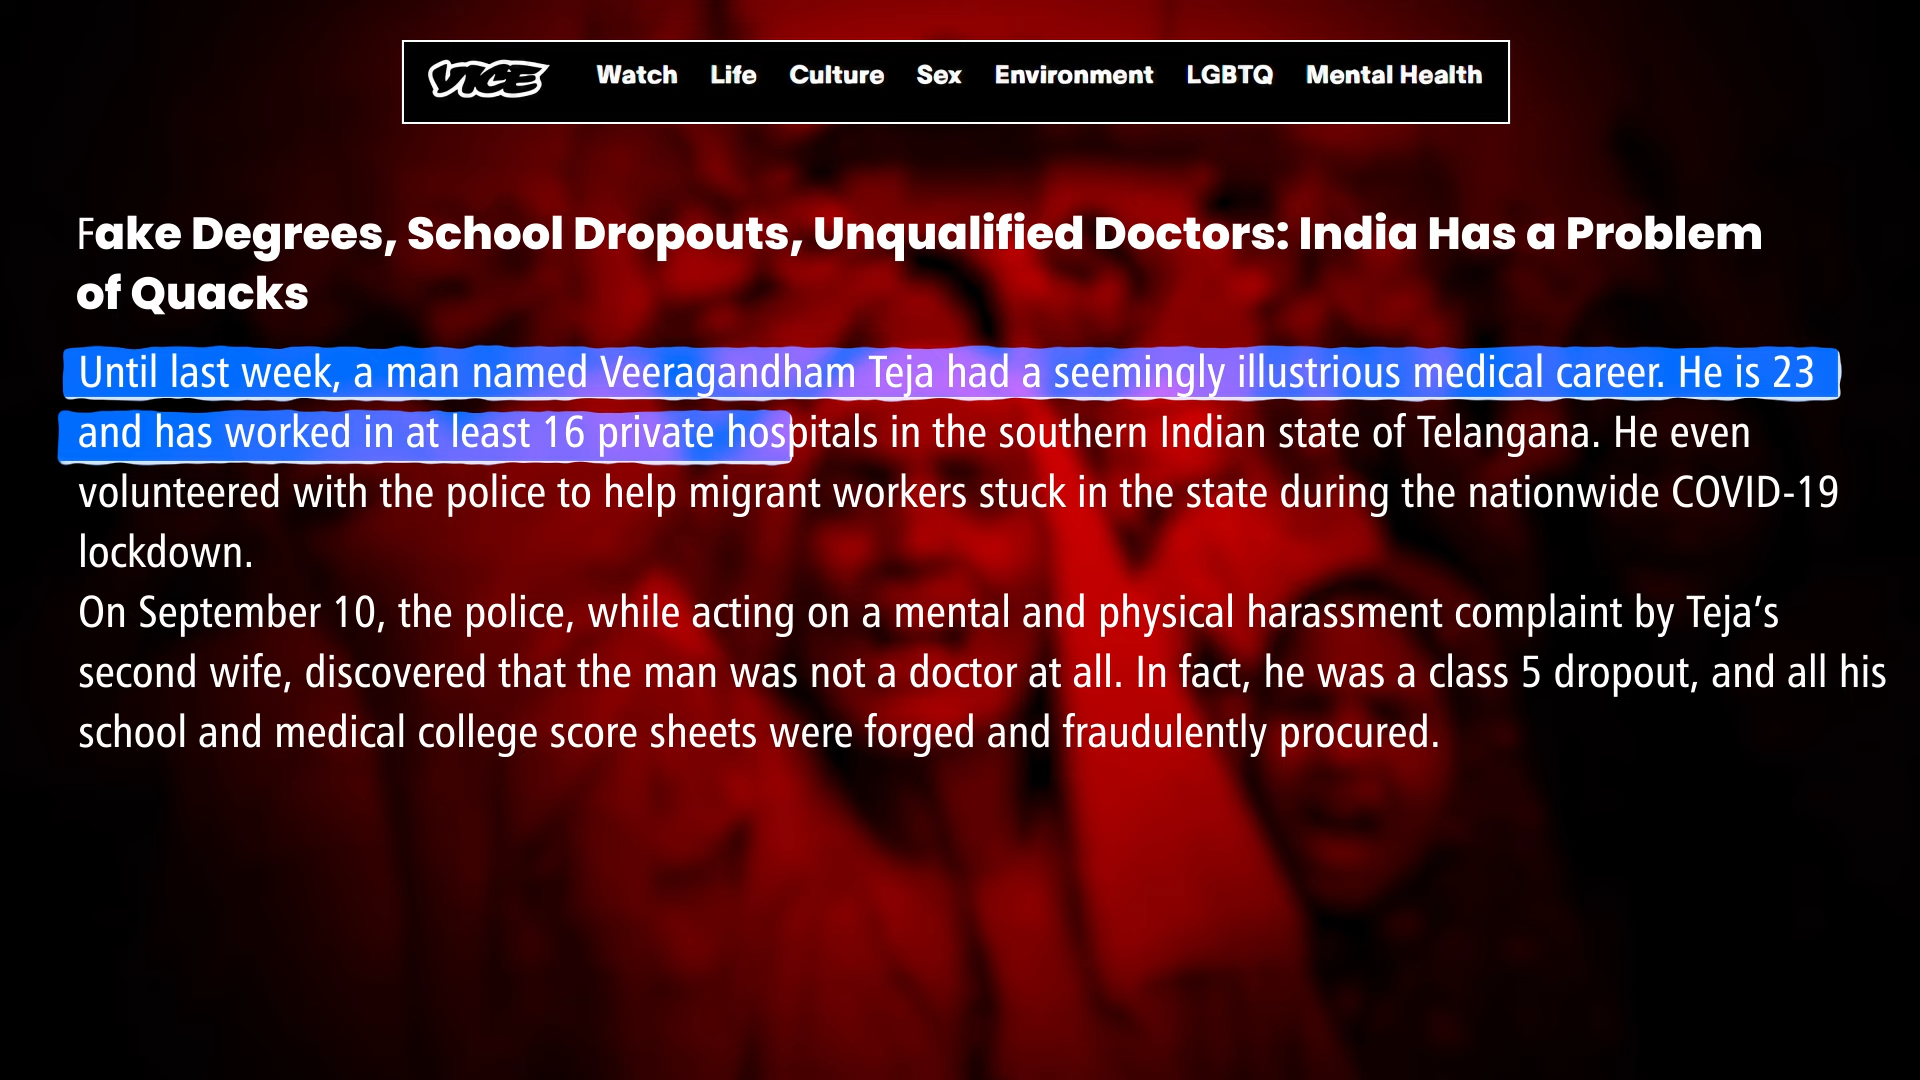 VICE Watch Life Culture Sex Environment LGBTQ Mental Health
Fake Degrees, School Dropouts, Unqualified Doctors: India Has a Problem
of Quacks
Until last week, a man named Veeragandham Teja had a seemingly illustrious medical career. He is 23
and has worked in at least 16 private hospitals in the southern Indian state of Telangana. He even
volunteered with the police to help migrant workers stuck in the state during the nationwide COVID-19
lockdown.
On September 10, the police, while acting on a mental and physical harassment complaint by Teja’s
second wife, discovered that the man was not a doctor at all. In fact, he was a class 5 dropout, and all his
school and medical college score sheets were forged and fraudulently procured.